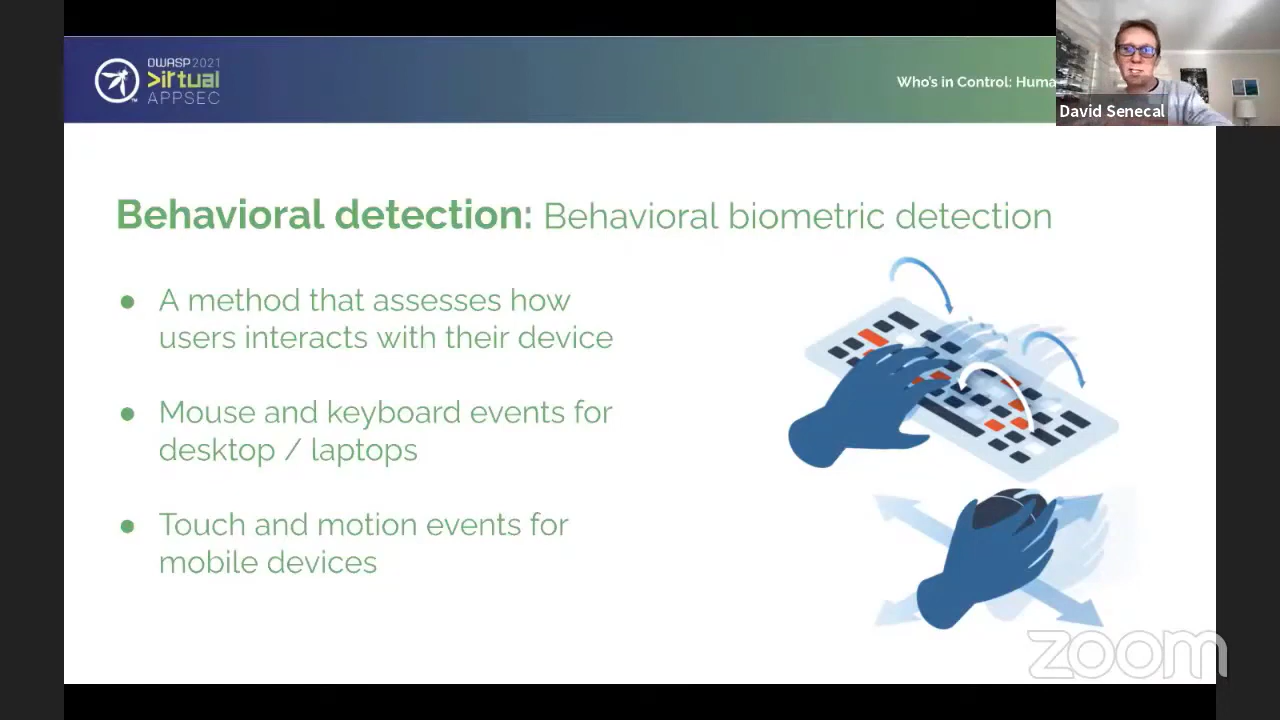 OWASP 2021
Virtual
APPSEC
Who's in Control: Huma
David Senecal
Behavioral detection: Behavioral biometric detection
● A method that assesses how
users interacts with their device
● Mouse and keyboard events for
desktop / laptops
● Touch and motion events for
mobile devices
zoom